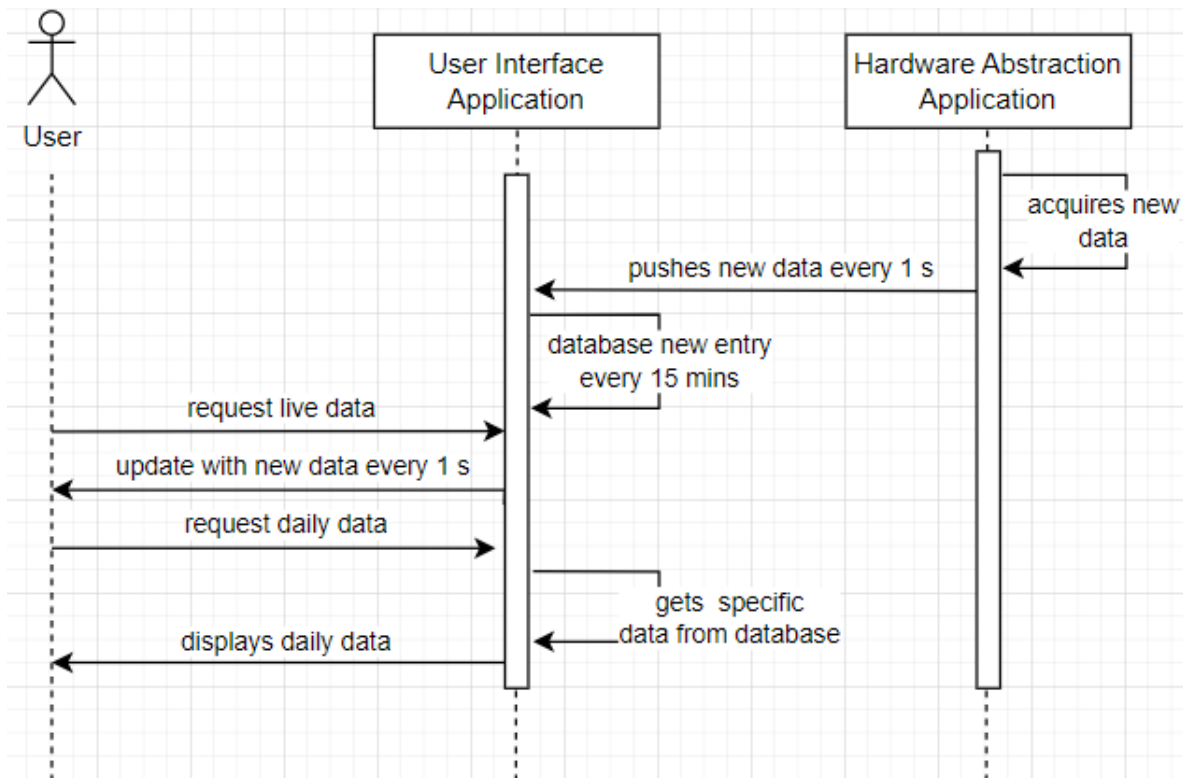 User Interface
Application
Hardware Abstraction
Application
User
acquires new
data
pushes new data every 1 s
database new entry
every 15 mins
request live data
update with new data every 1 s
request daily data
gets specific
data from database
displays daily data